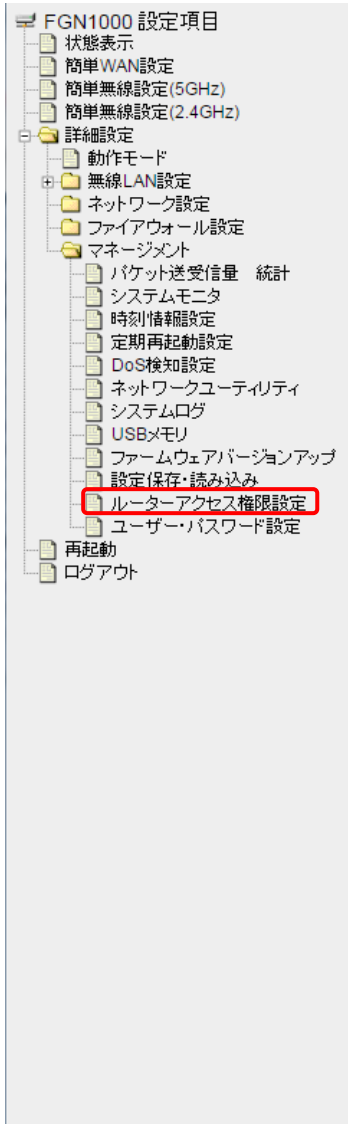 FGN1000 設定項目
状態表示
簡単WAN設定
簡単無線設定(5GHz)
簡単無線設定(2.4GHz)
詳細設定
動作モード
無線LAN設定
ネットワーク設定
ファイアウォール設定
マネージメント
パケット送受信量　統計
システムモニタ
時刻情報設定
定期再起動設定
DoS検知設定
ネットワークユーティリティ
システムログ
USBメモリ
ファームウェアバージョンアップ
設定保存・読み込み
ルーターアクセス権限設定
ユーザー・パスワード設定
再起動
ログアウト